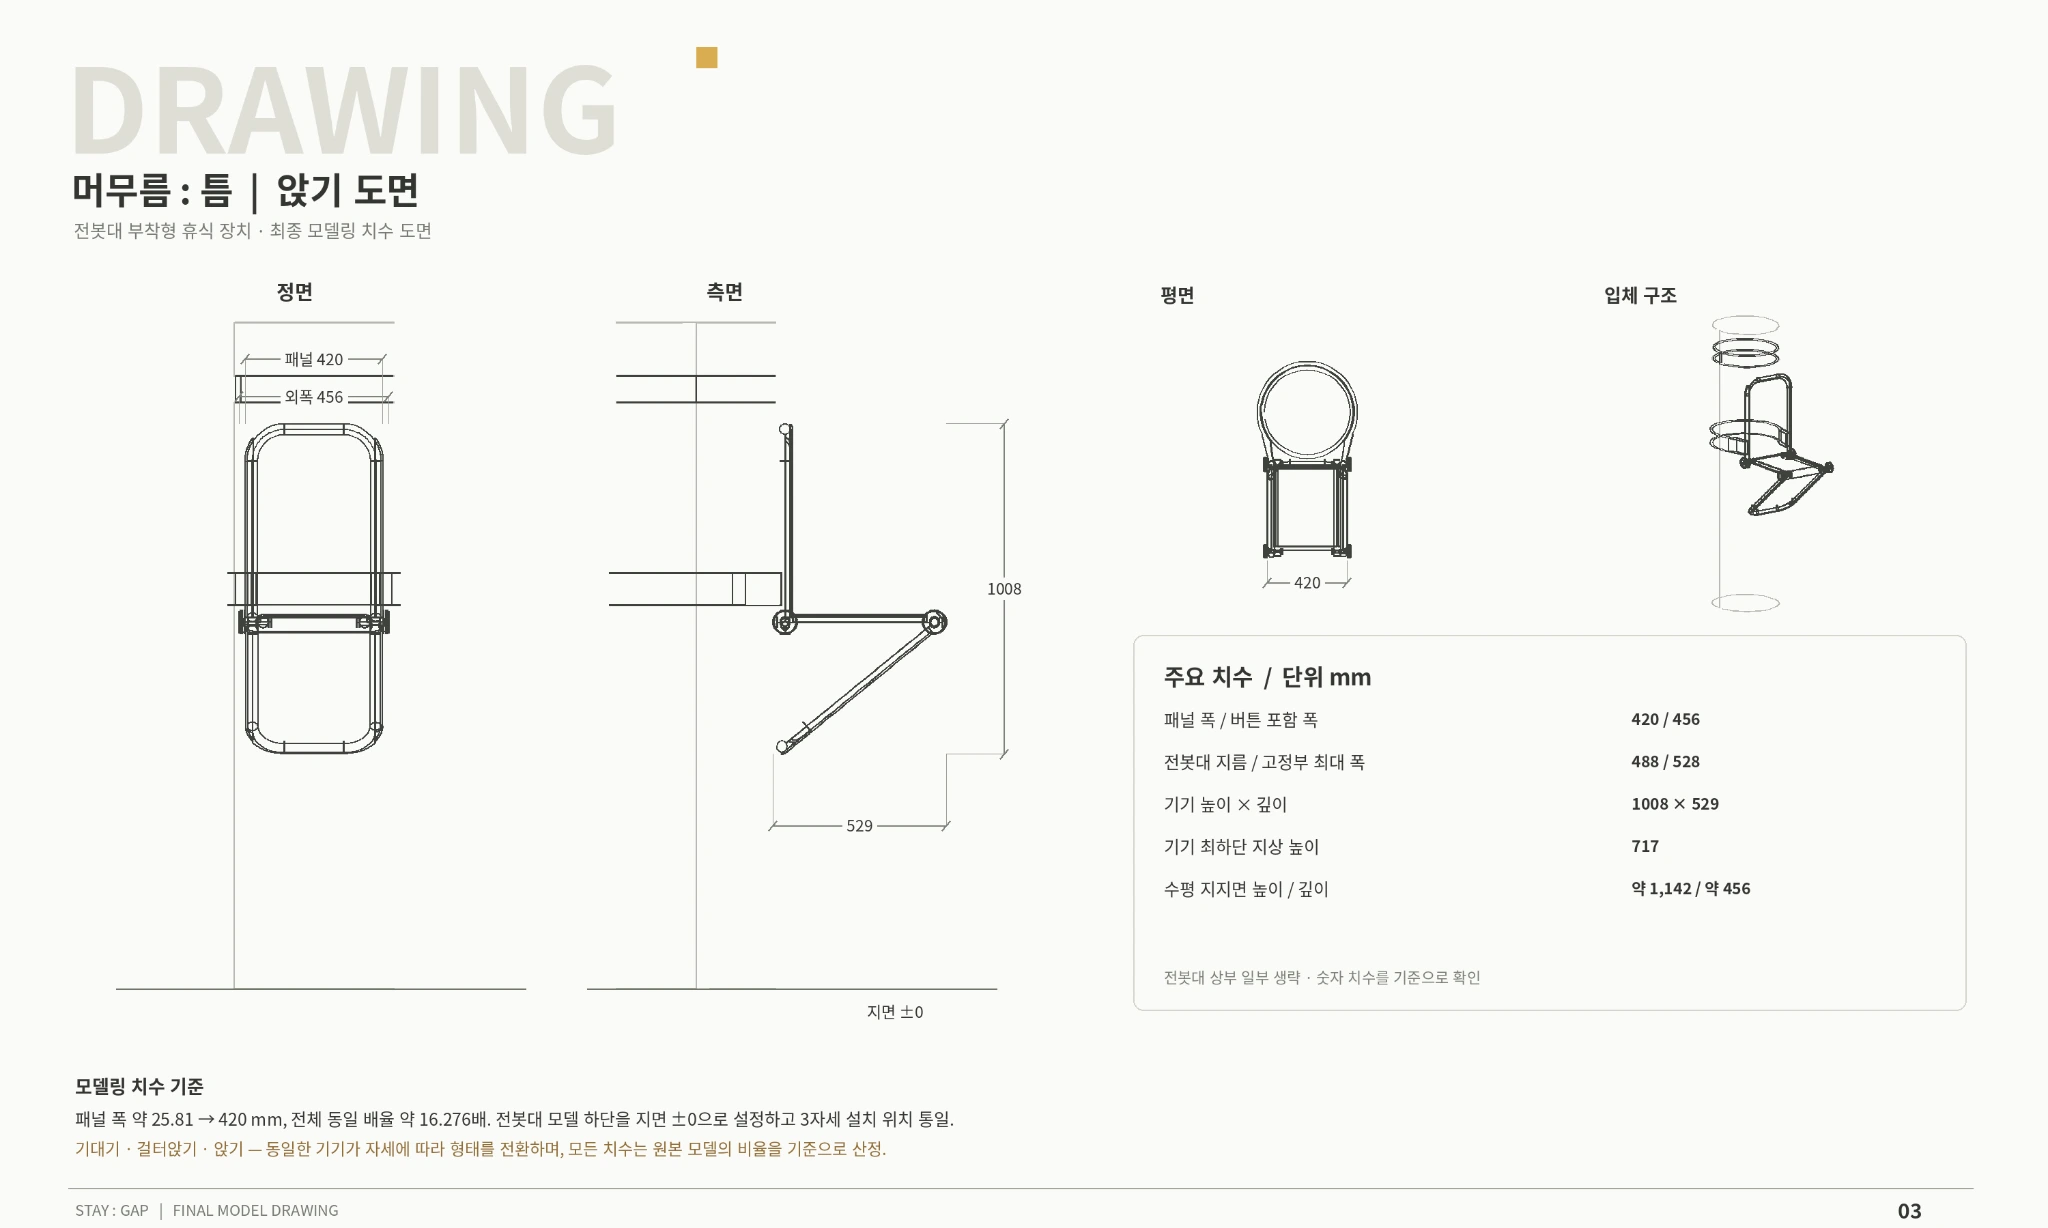 DRAWING
머무름 : 틈 | 앉기 도면
전봇대 부착형 휴식 장치 · 최종 모델링 치수 도면
정면
측면
평면
입체 구조
패널 420
외폭 456
1008
529
420
지면 ±0
주요 치수 / 단위 mm
패널 폭 / 버튼 포함 폭 420 / 456
전봇대 지름 / 고정부 최대 폭 488 / 528
기기 높이 × 깊이 1008 × 529
기기 최하단 지상 높이 717
수평 지지면 높이 / 깊이 약 1,142 / 약 456
전봇대 상부 일부 생략 · 숫자 치수를 기준으로 확인
모델링 치수 기준
패널 폭 약 25.81 → 420 mm, 전체 동일 배율 약 16.276배. 전봇대 모델 하단을 지면 ±0으로 설정하고 3자세 설치 위치 통일.
기대기 · 걸터앉기 · 앉기 — 동일한 기기가 자세에 따라 형태를 전환하며, 모든 치수는 원본 모델의 비율을 기준으로 산정.
STAY : GAP | FINAL MODEL DRAWING
03